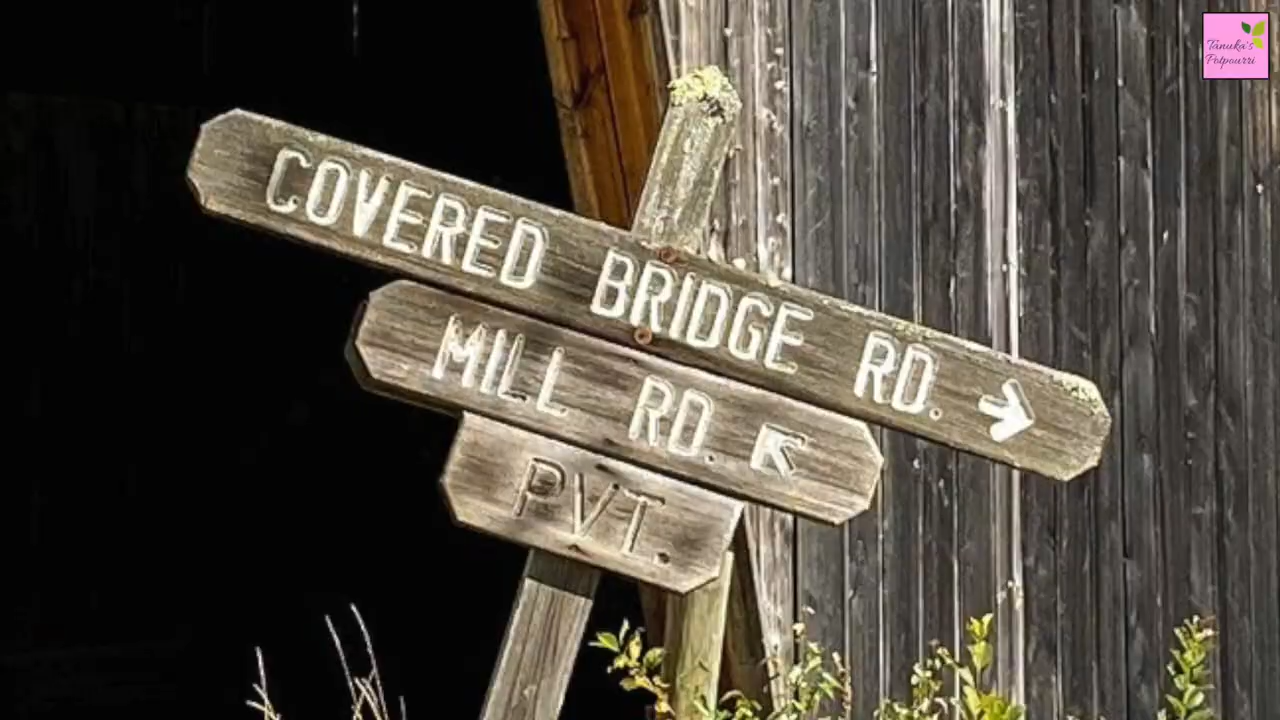 COVERED BRIDGE RD. →
MILL RD. ↖
PVT.
Tanuka's
Potpourri